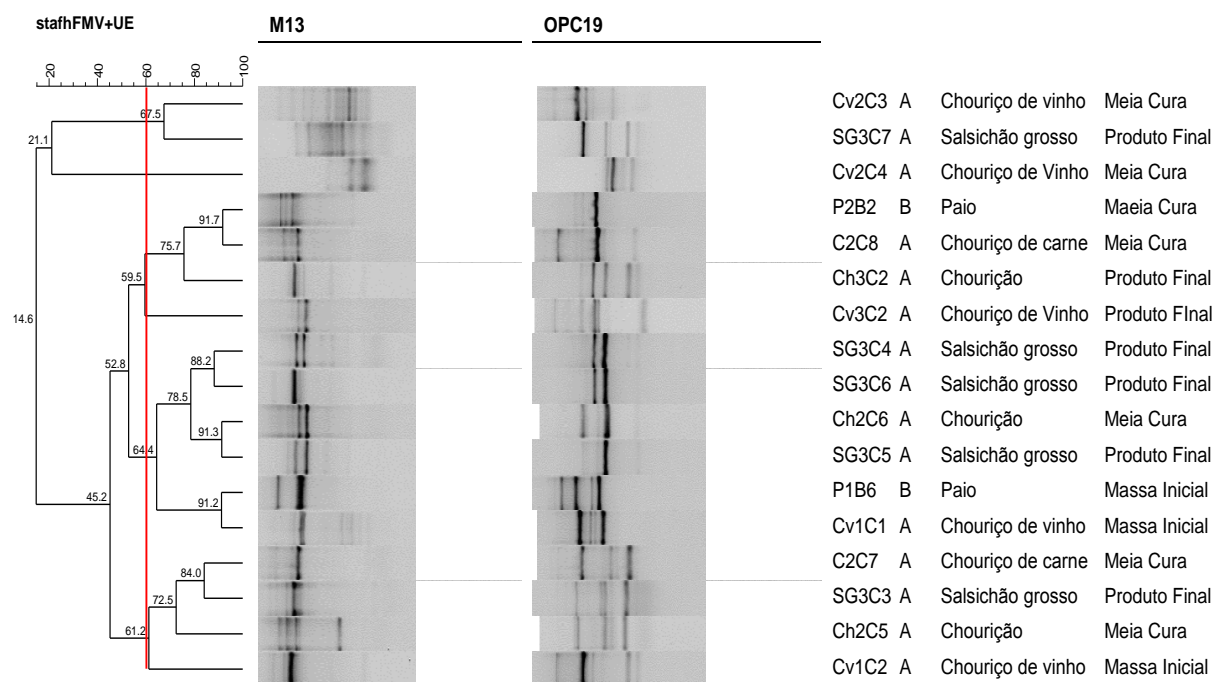 stafhFMV+UE M13 OPC19
20 40 60 80 100
Cv2C3 A Chouriço de vinho Meia Cura
67.5
SG3C7 A Salsichão grosso Produto Final
21.1
Cv2C4 A Chouriço de Vinho Meia Cura
P2B2 B Paio Maeia Cura
91.7
C2C8 A Chouriço de carne Meia Cura
75.7
Ch3C2 A Chourição Produto Final
59.5
Cv3C2 A Chouriço de Vinho Produto FInal
14.6
SG3C4 A Salsichão grosso Produto Final
88.2
52.8
SG3C6 A Salsichão grosso Produto Final
78.5
Ch2C6 A Chourição Meia Cura
91.3
64.4
SG3C5 A Salsichão grosso Produto Final
P1B6 B Paio Massa Inicial
45.2
91.2
Cv1C1 A Chouriço de vinho Massa Inicial
C2C7 A Chouriço de carne Meia Cura
84.0
SG3C3 A Salsichão grosso Produto Final
72.5
Ch2C5 A Chourição Meia Cura
61.2
Cv1C2 A Chouriço de vinho Massa Inicial